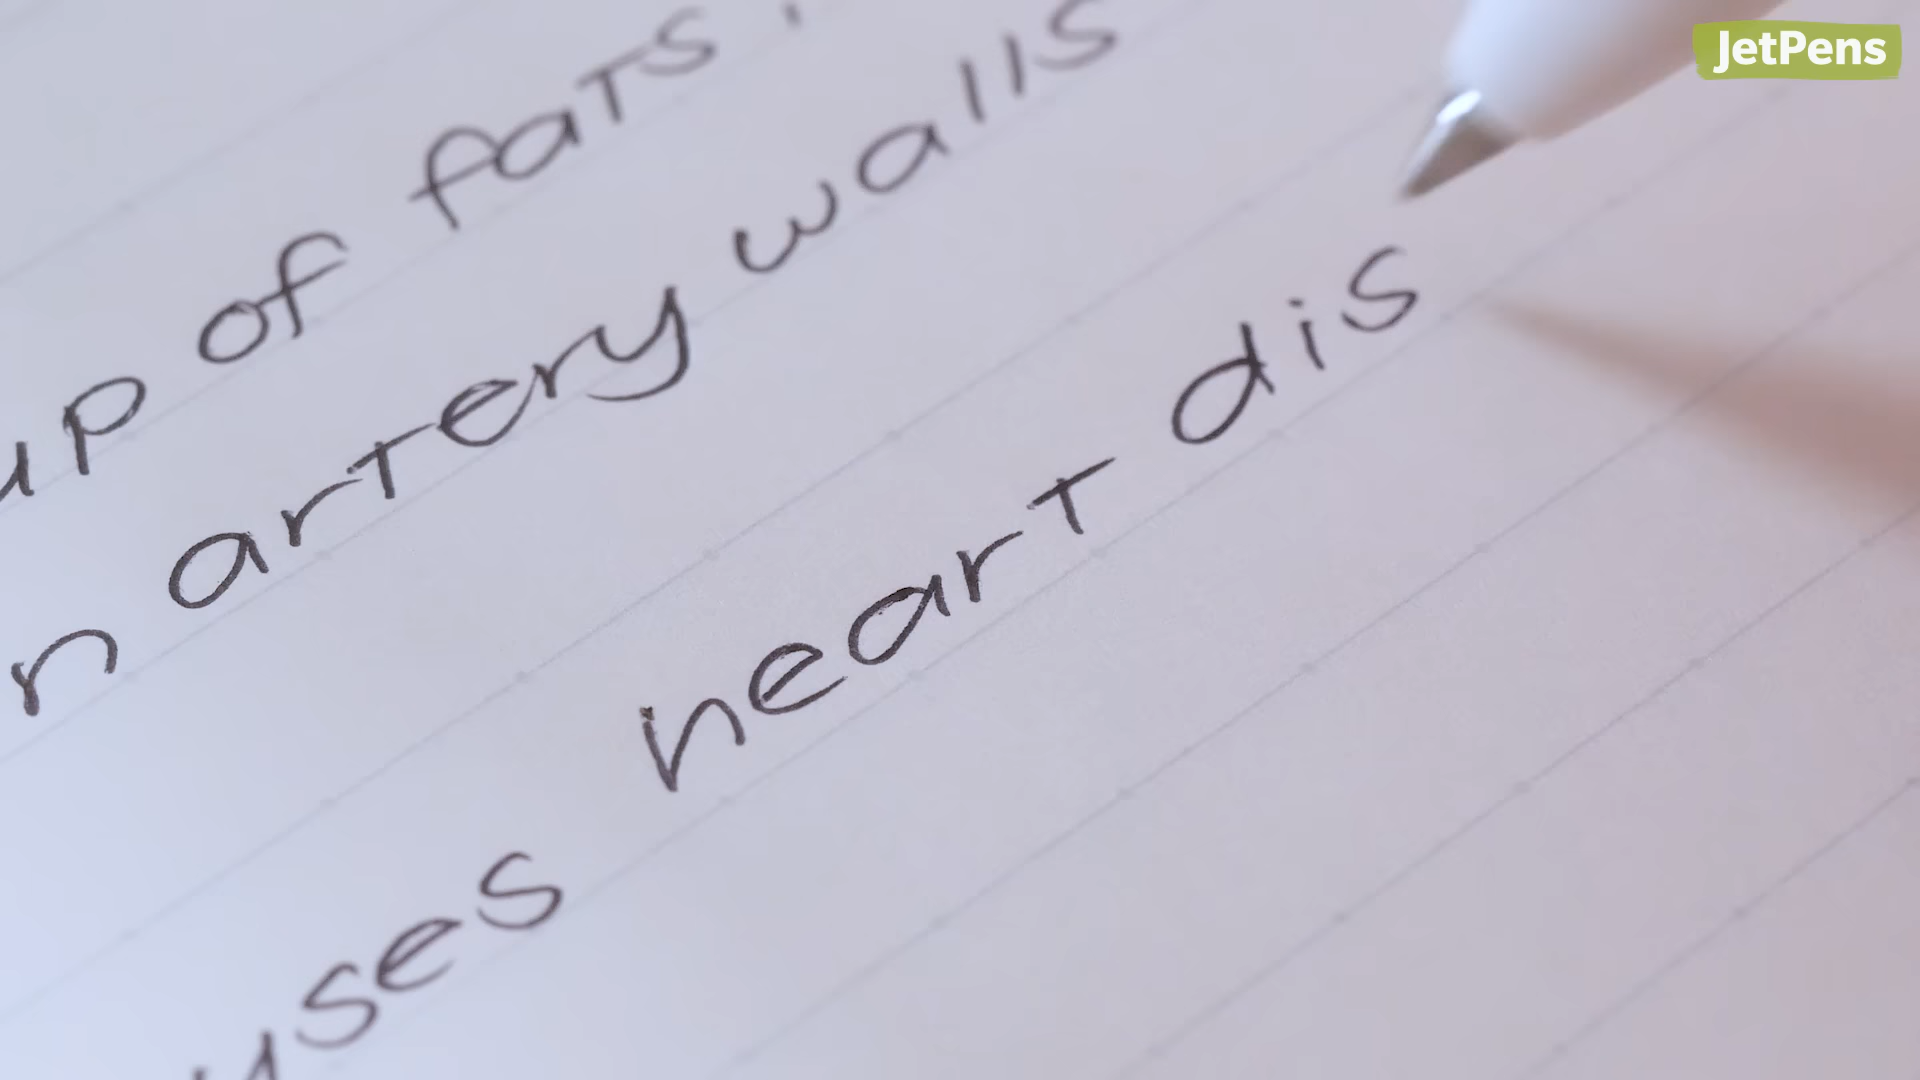 JetPens
up of fats,
n artery walls
uses heart dis